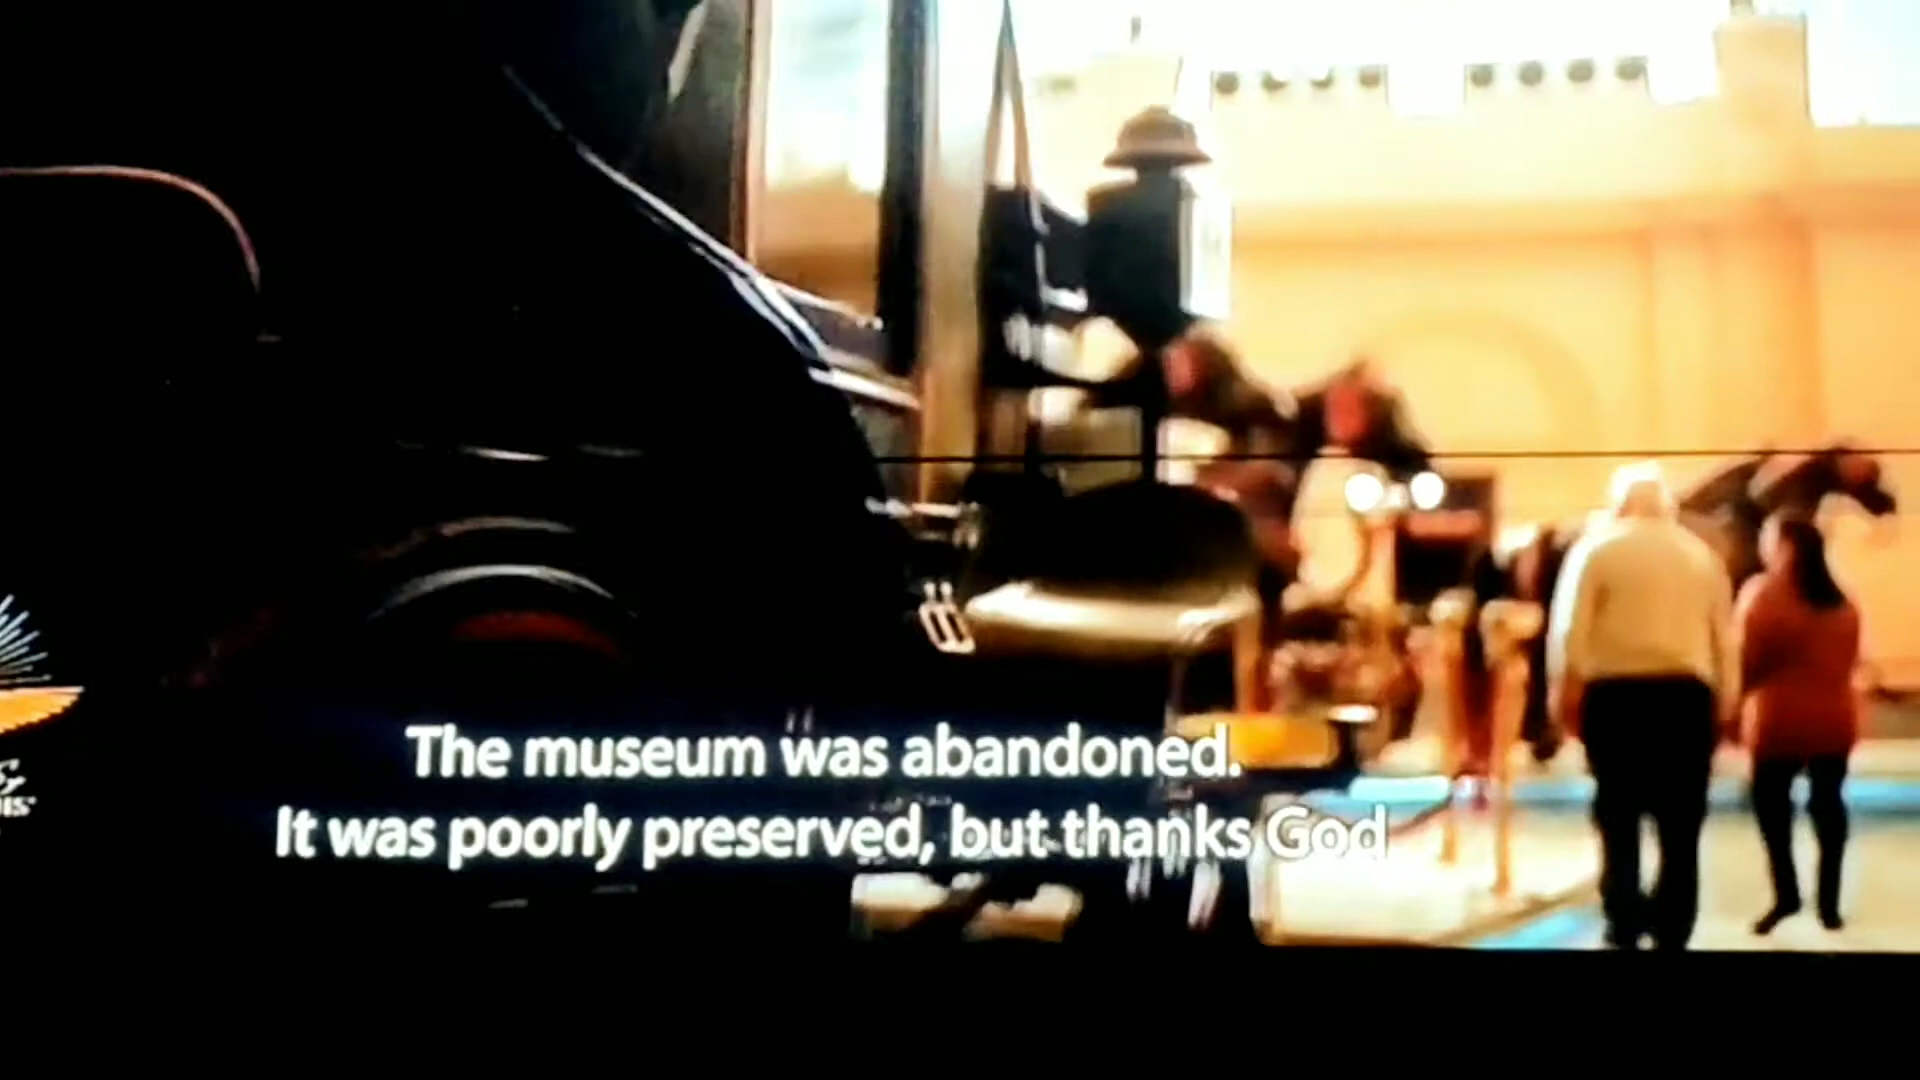 The museum was abandoned.
It was poorly preserved, but thanks God